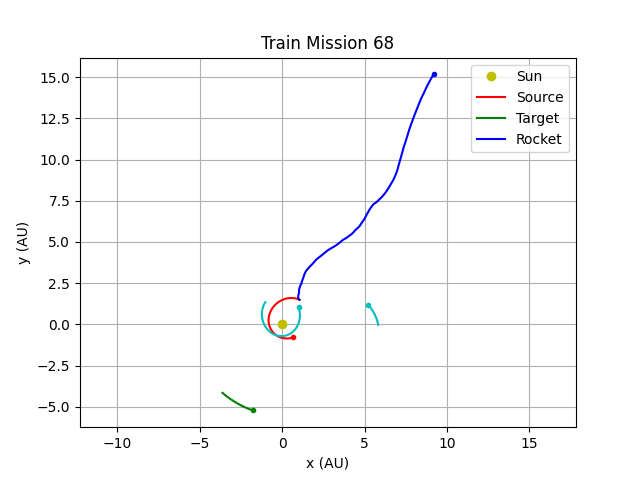 Train Mission 68
Sun
Source
Target
Rocket
15.0
12.5
10.0
7.5
5.0
2.5
0.0
−2.5
−5.0
y (AU)
−10 −5 0 5 10 15
x (AU)